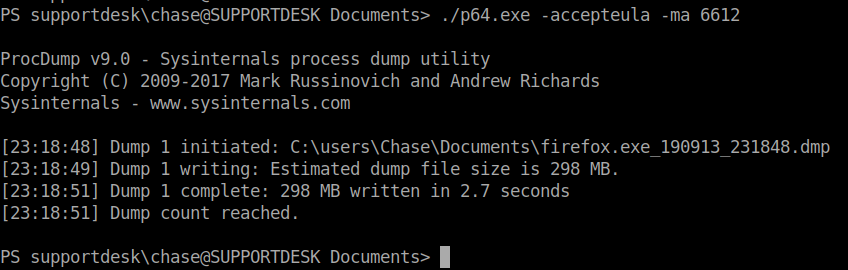 PS supportdesk\chase@SUPPORTDESK Documents> ./p64.exe -accepteula -ma 6612
ProcDump v9.0 - Sysinternals process dump utility
Copyright (C) 2009-2017 Mark Russinovich and Andrew Richards
Sysinternals - www.sysinternals.com
[23:18:48] Dump 1 initiated: C:\users\Chase\Documents\firefox.exe_190913_231848.dmp
[23:18:49] Dump 1 writing: Estimated dump file size is 298 MB.
[23:18:51] Dump 1 complete: 298 MB written in 2.7 seconds
[23:18:51] Dump count reached.
PS supportdesk\chase@SUPPORTDESK Documents>